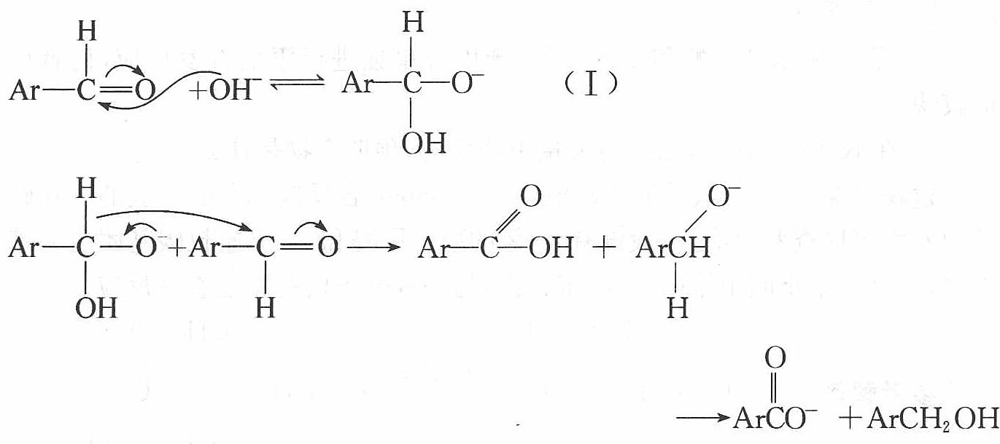 H H
Ar—C=O +OH⁻ ⇌ Ar—C—O⁻ (Ⅰ)
OH
H O O⁻
Ar—C—O⁻+Ar—C=O ⟶ Ar—C—OH + ArCH
OH H H
O
⟶ArCO⁻ +ArCH₂OH